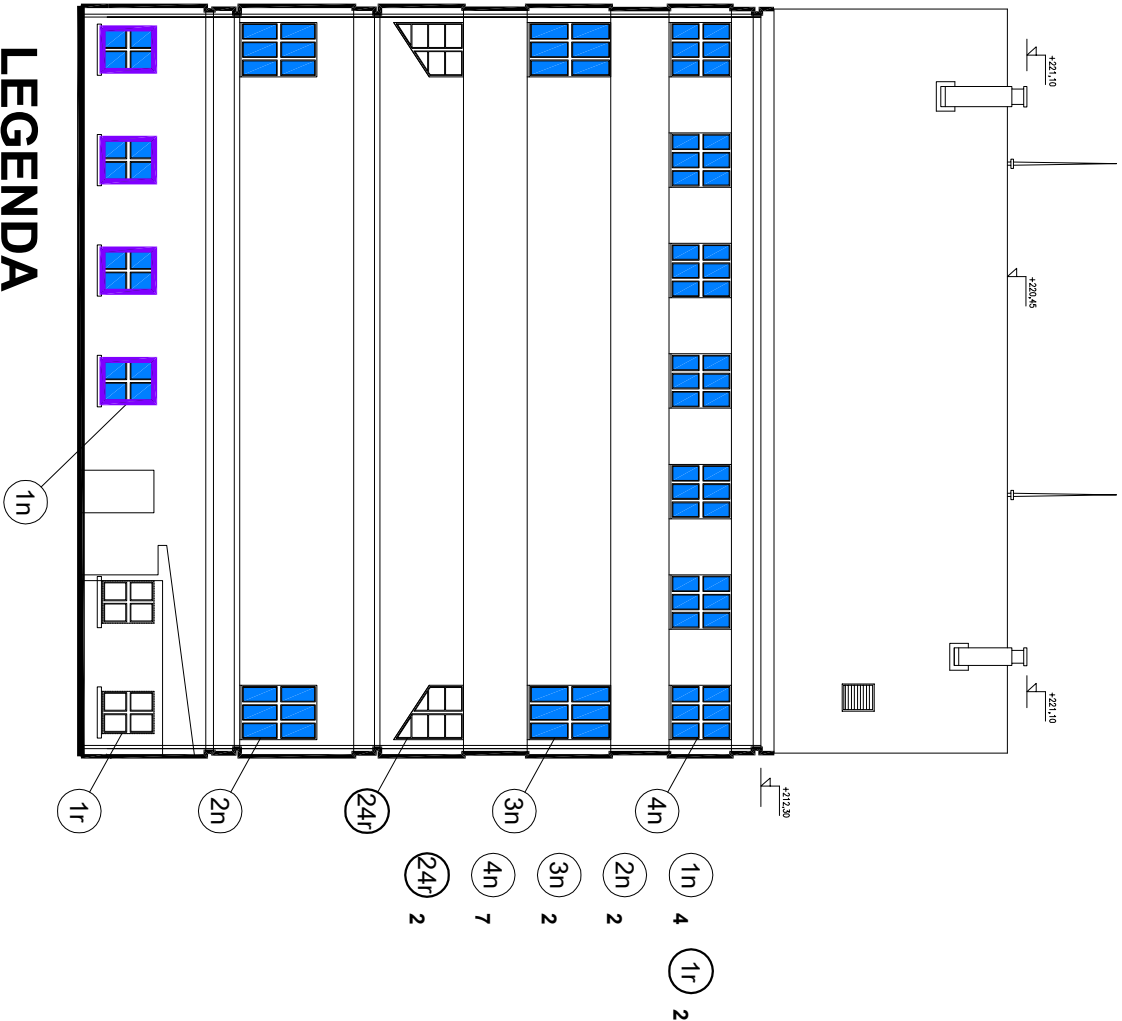 +221,10 +221,10
+220,45
+212,30
4n
3n
24r
2n
1r
1n
1n 4 1r 2
2n 2
3n 2
4n 7
24r 2
LEGENDA